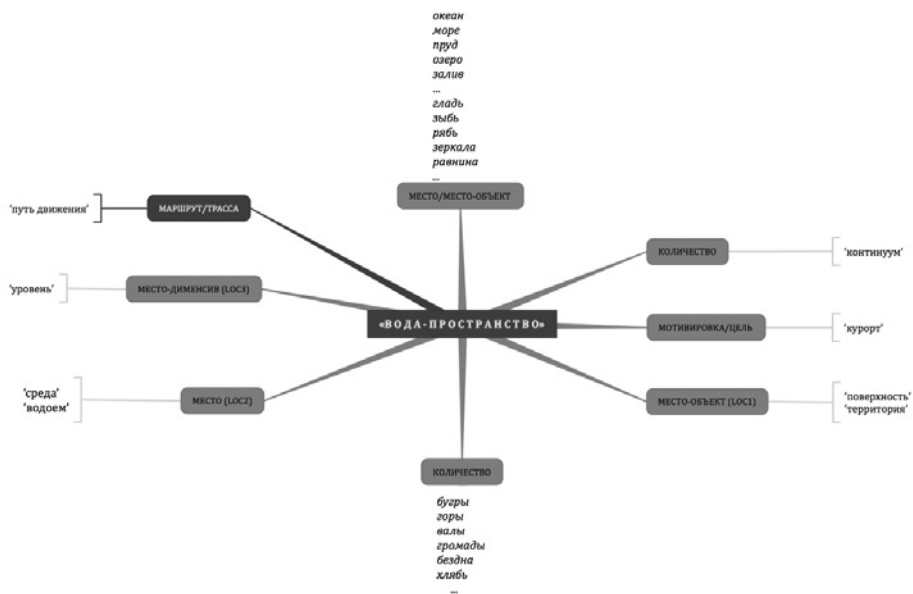 океан
море
пруд
озеро
залив
...
гладь
зыбь
рябь
зеркала
равнина
...
МЕСТО/МЕСТО-ОБЪЕКТ
'путь движения'
МАРШРУТ/ТРАССА
КОЛИЧЕСТВО
'континуум'
'уровень'
МЕСТО-ДИМЕНСИВ (LOC3)
«ВОДА-ПРОСТРАНСТВО»
МОТИВИРОВКА/ЦЕЛЬ
'курорт'
'среда'
'водоем'
МЕСТО (LOC2)
МЕСТО-ОБЪЕКТ (LOC1)
'поверхность'
'территория'
КОЛИЧЕСТВО
бугры
горы
валы
громады
бездна
хлябь
...